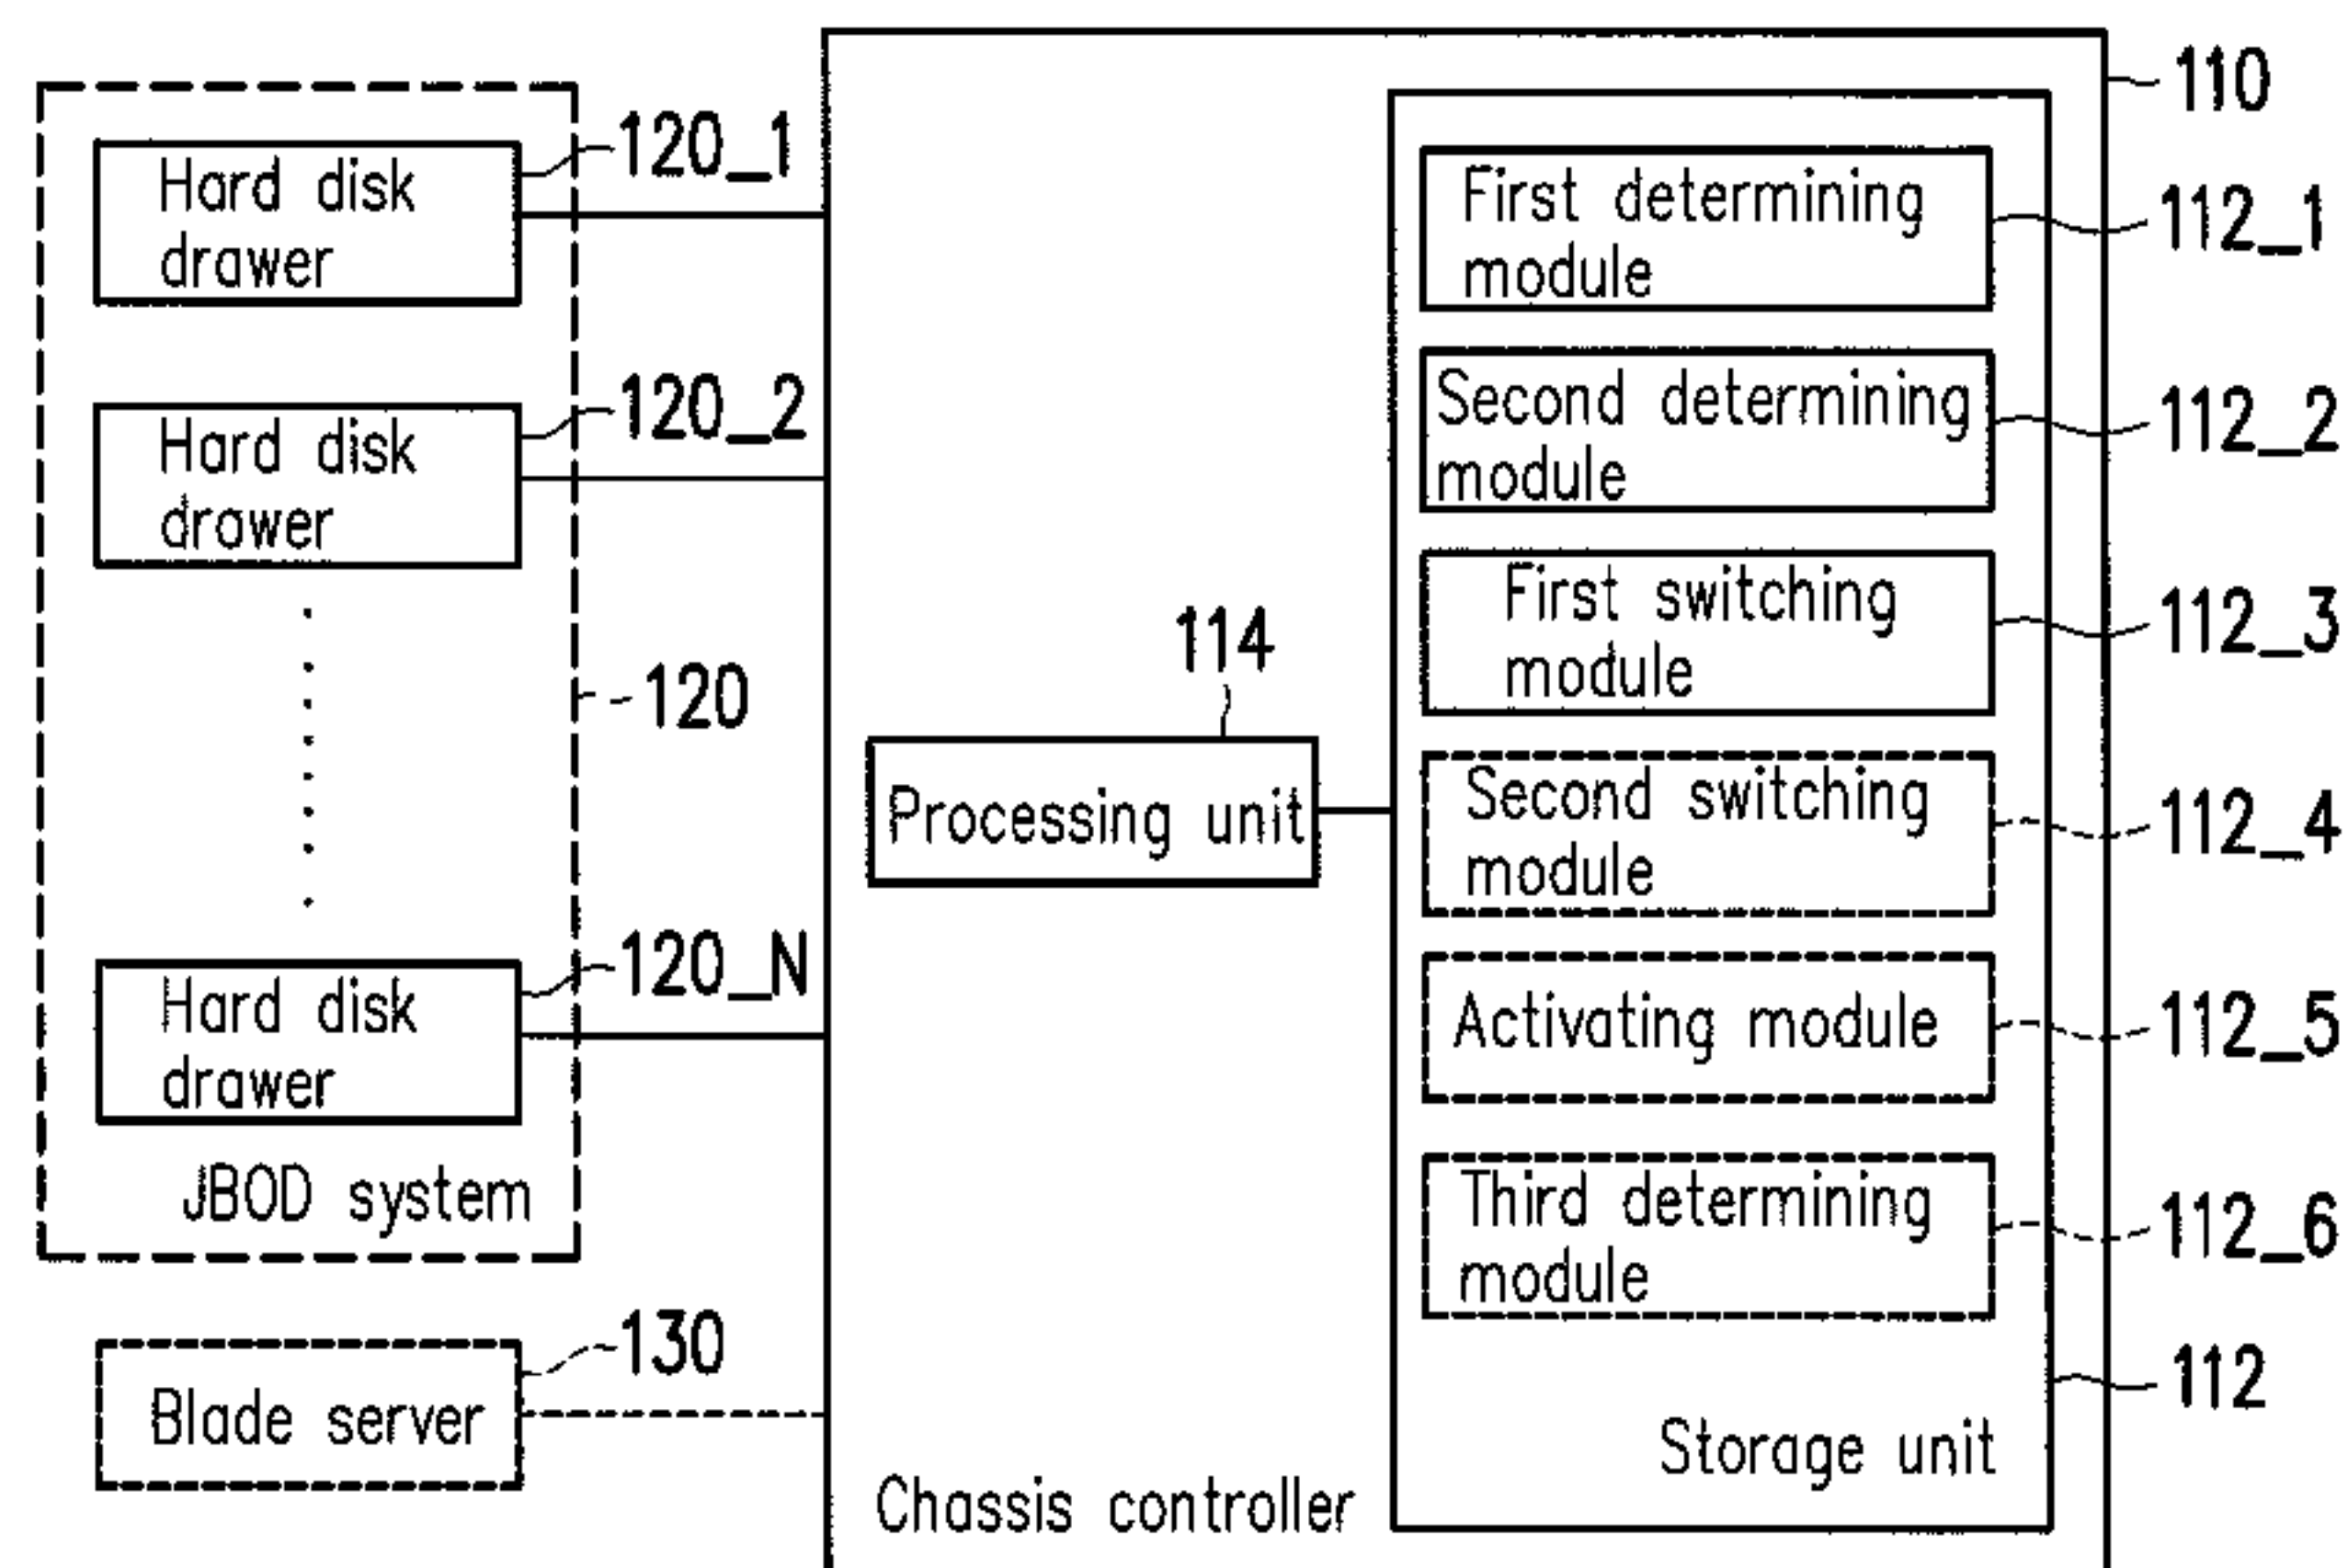 Hard disk
drawer
120_1
Hard disk
drawer
120_2
120
Hard disk
drawer
120_N
JBOD system
Blade server
130
Chassis controller
110
Processing unit
114
First determining
module
112_1
Second determining
module
112_2
First switching
module
112_3
Second switching
module
112_4
Activating module
112_5
Third determining
module
112_6
Storage unit
112